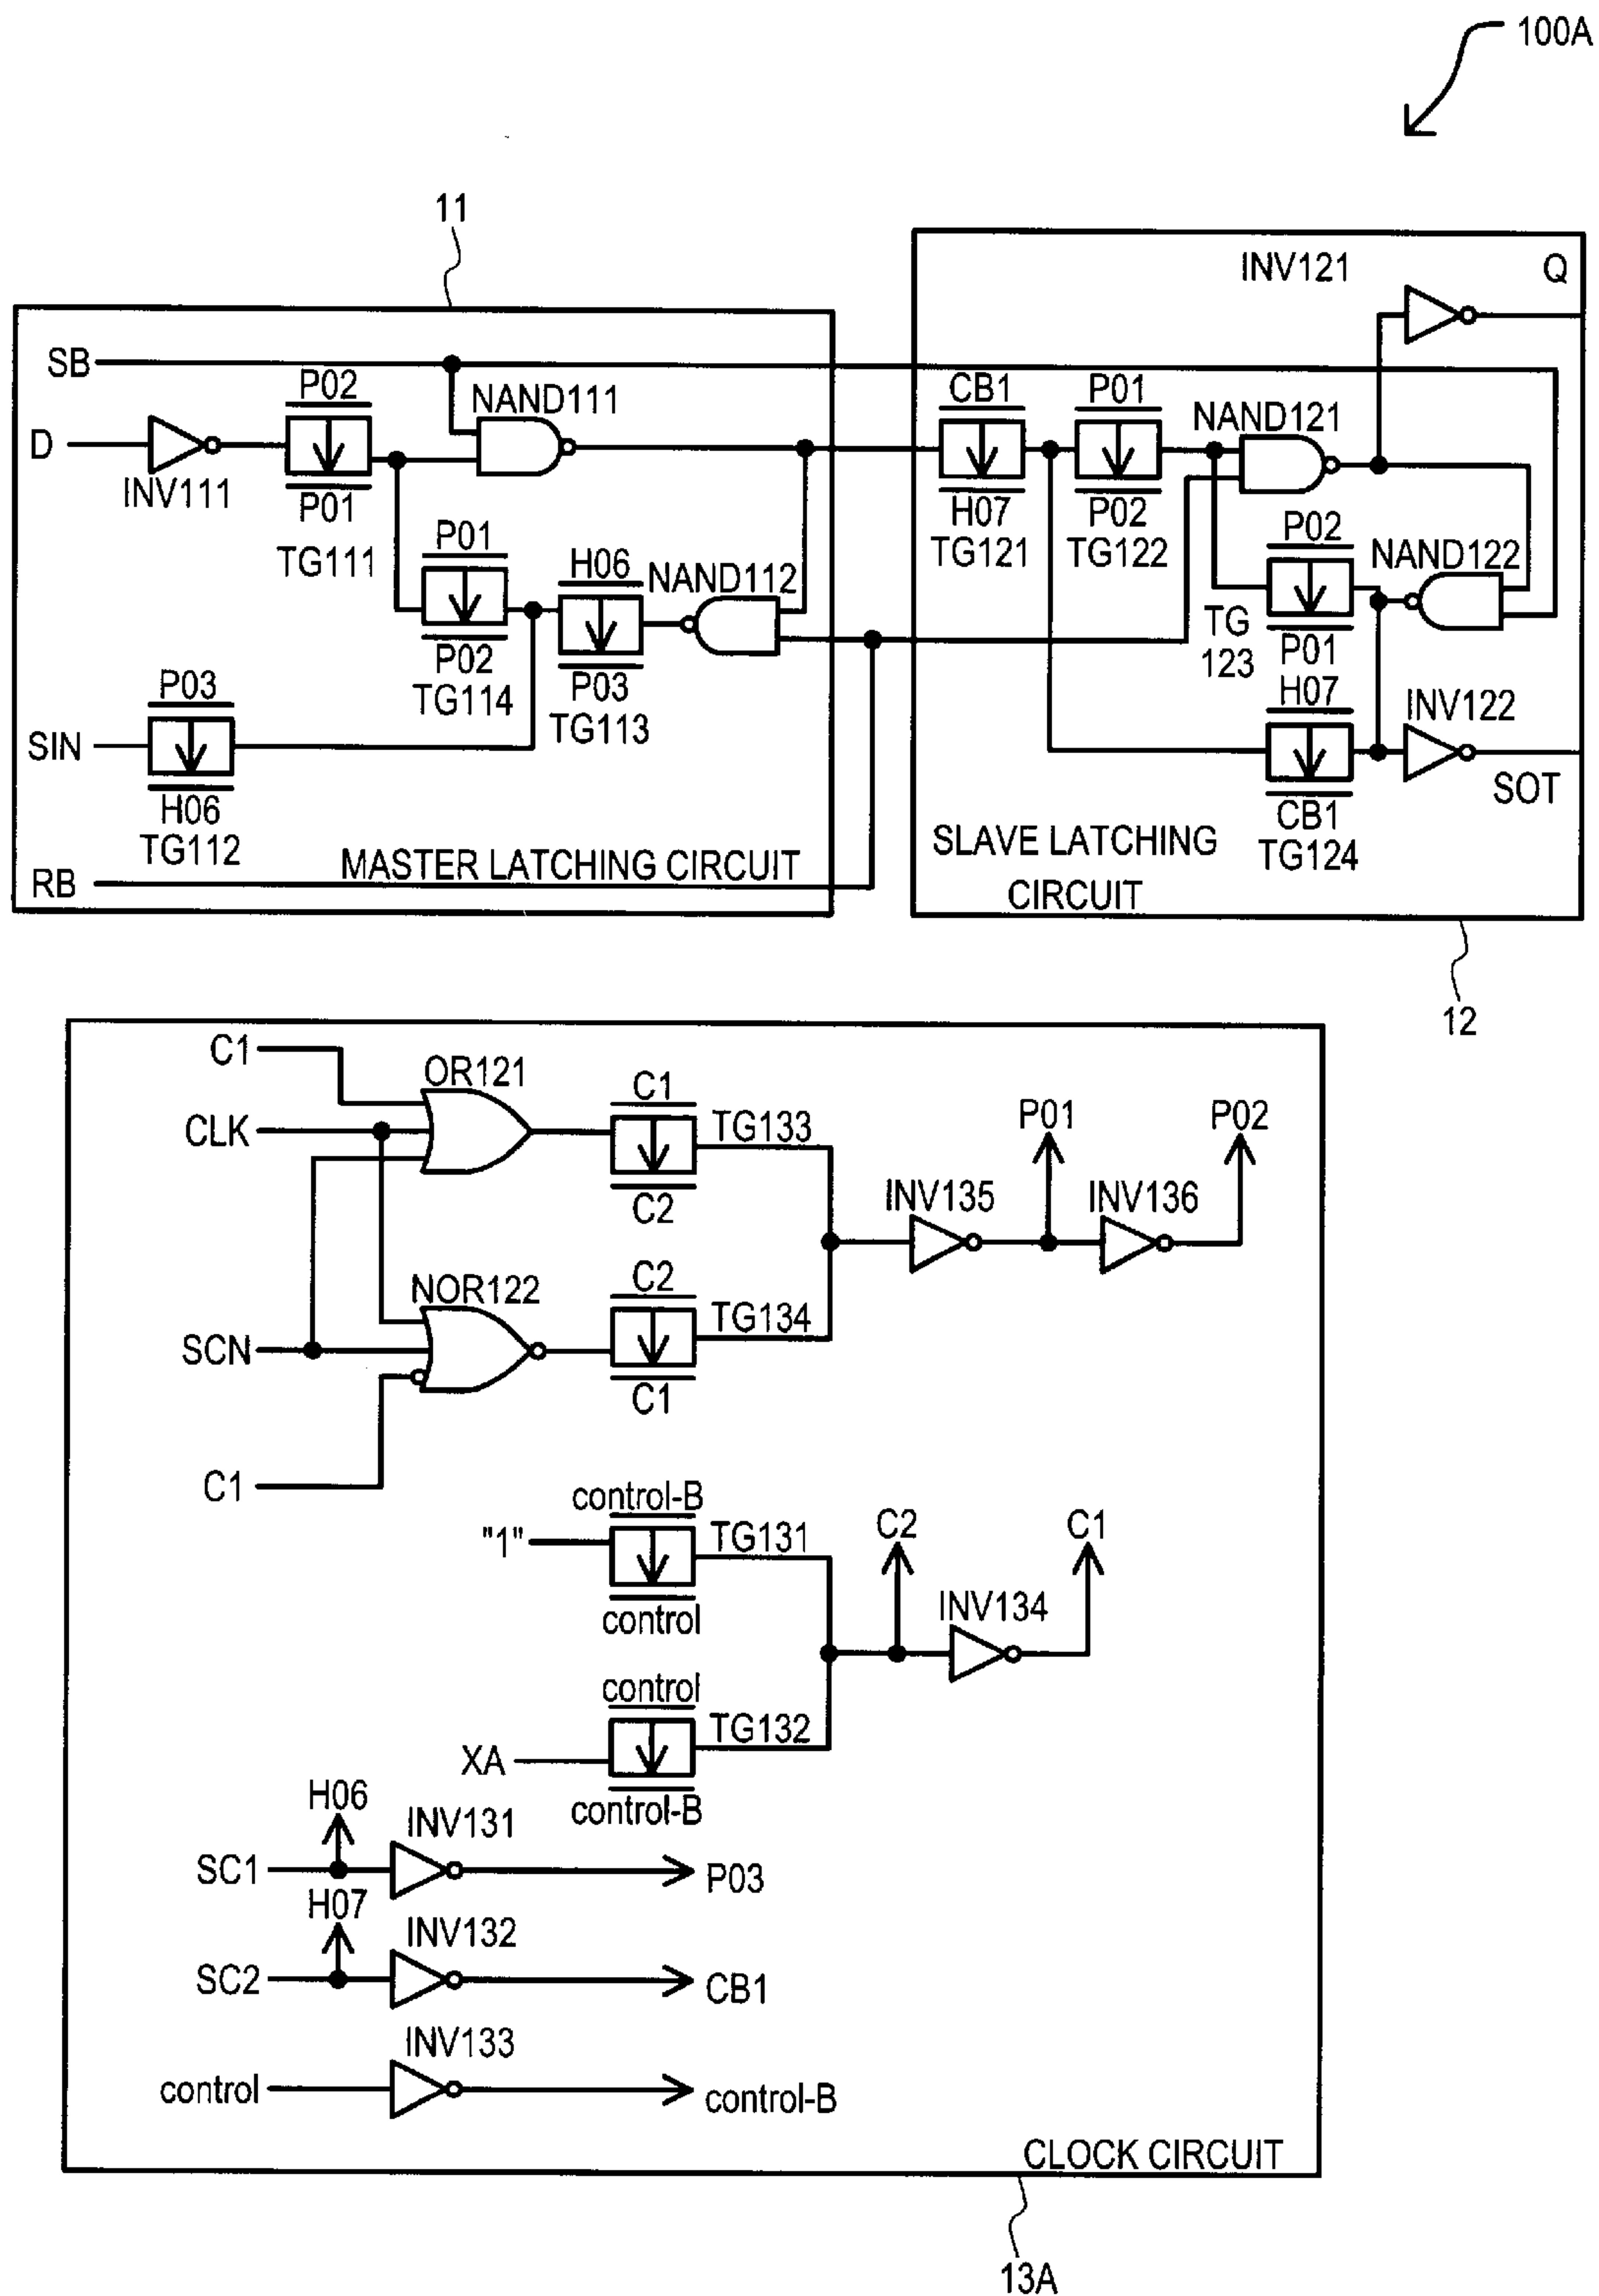 100A
11
INV121
Q
SB
P02
NAND111
CB1
P01
NAND121
D
INV111
P01
TG111
H07
TG121
P02
TG122
P01
H06
NAND112
P02
NAND122
P02
TG114
P03
TG113
TG
123
P01
P03
H07
INV122
SIN
H06
TG112
CB1
TG124
SOT
RB
MASTER LATCHING CIRCUIT
SLAVE LATCHING
CIRCUIT
12
C1
OR121
C1
CLK
TG133
P01
P02
C2
INV135
INV136
NOR122
C2
SCN
TG134
C1
C1
control-B
"1"
TG131
C2
C1
control
INV134
control
TG132
XA
control-B
H06
INV131
SC1
P03
H07
INV132
SC2
CB1
INV133
control
control-B
CLOCK CIRCUIT
13A